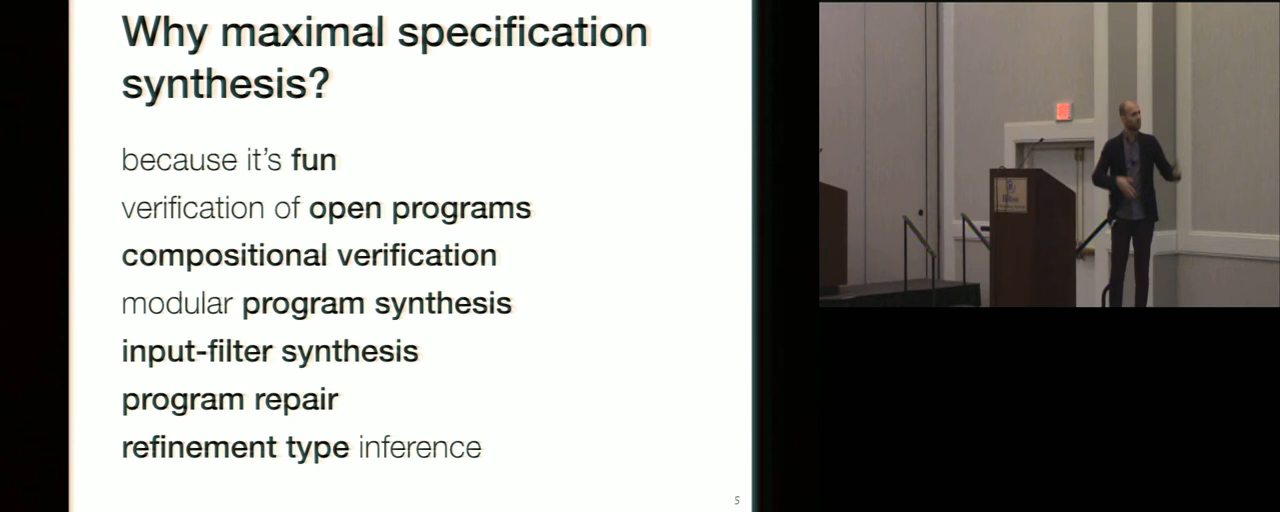 Why maximal specification
synthesis?
because it's fun
verification of open programs
compositional verification
modular program synthesis
input-filter synthesis
program repair
refinement type inference
5
Hilton